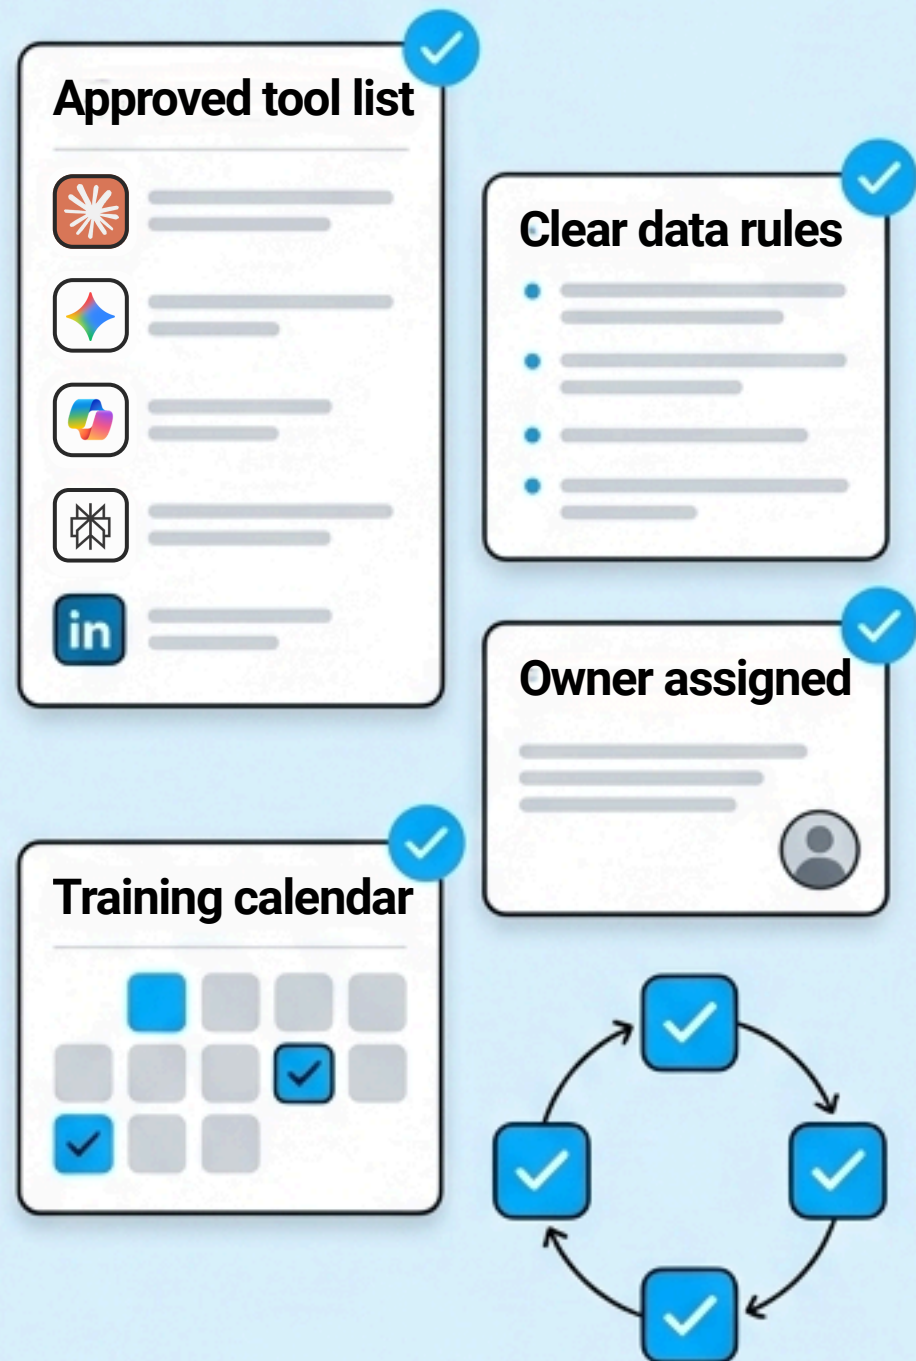 Approved tool list
in
Clear data rules
Owner assigned
Training calendar